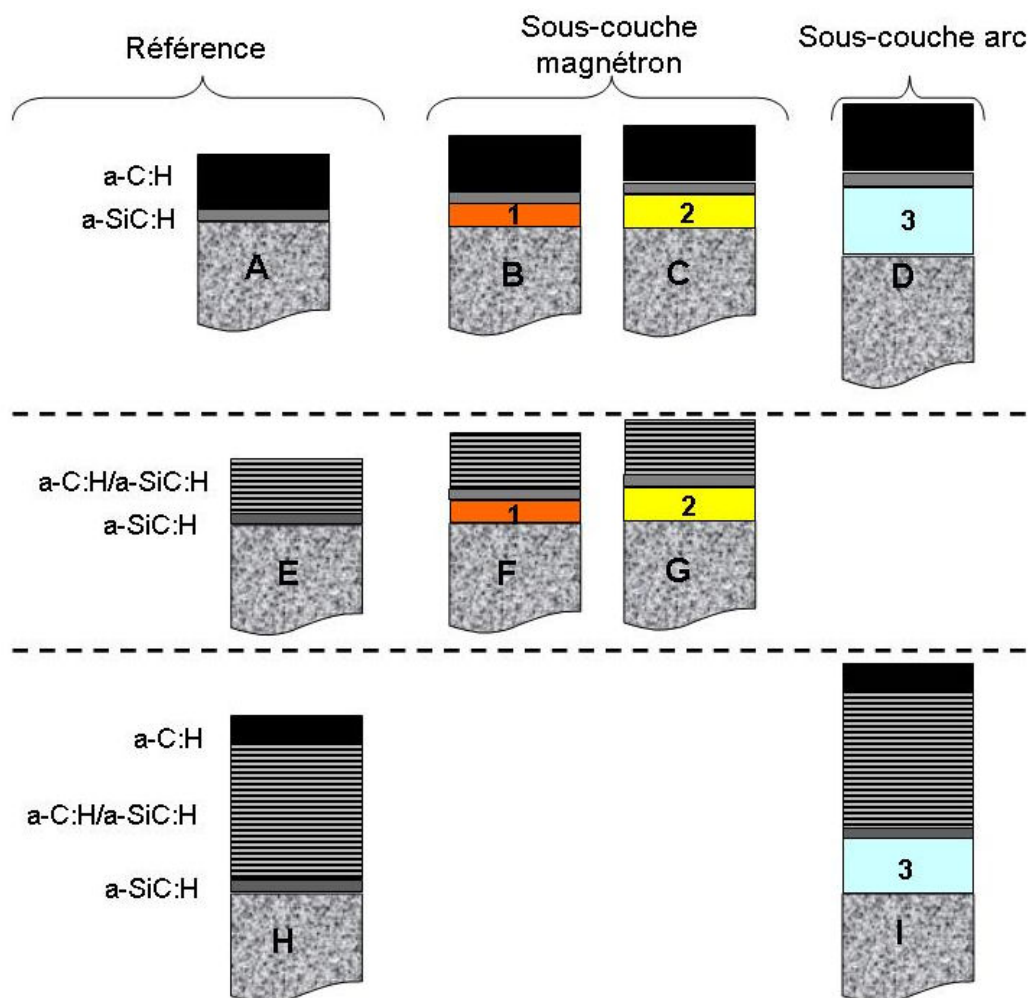 Référence
Sous-couche
magnétron
Sous-couche arc
a-C:H
a-SiC:H
1
2
3
A
B
C
D
a-C:H/a-SiC:H
a-SiC:H
1
2
E
F
G
a-C:H
a-C:H/a-SiC:H
a-SiC:H
3
H
I